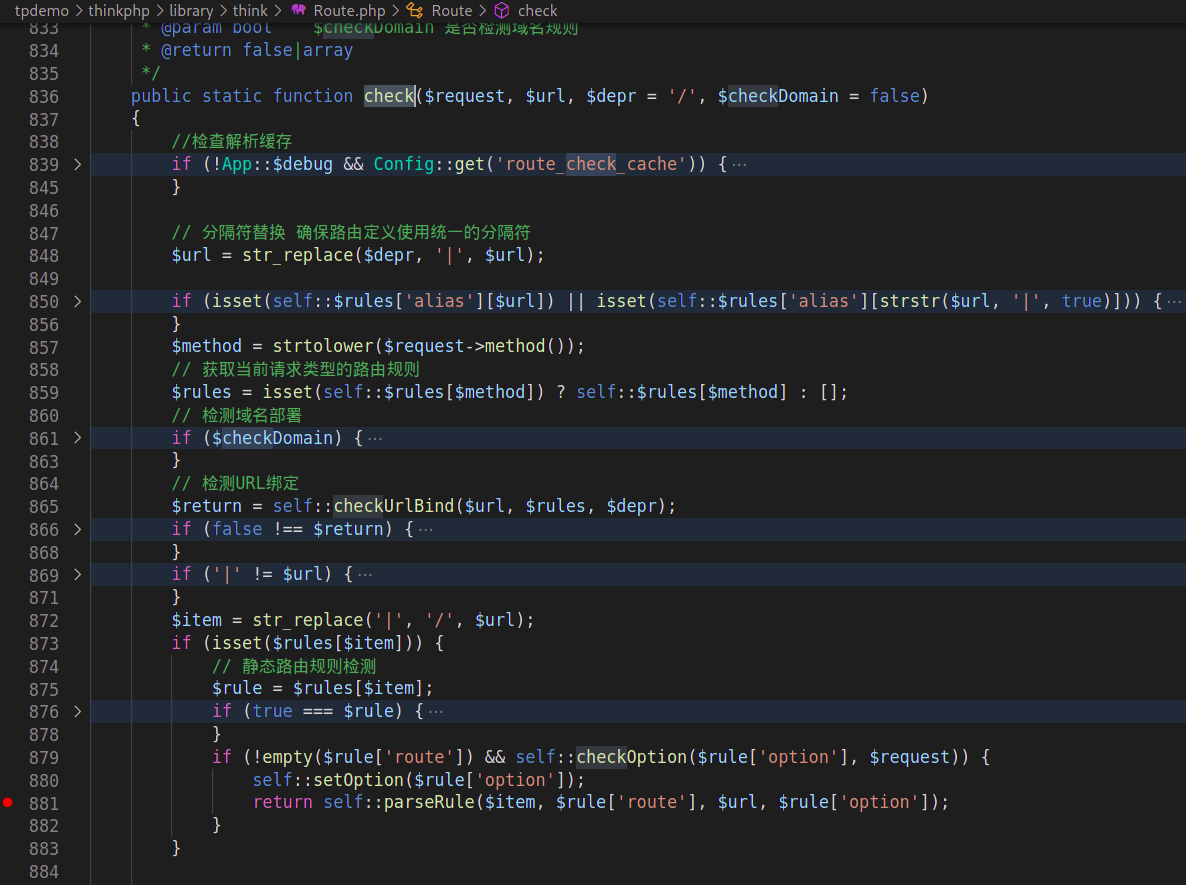 tpdemo > thinkphp > library > think > Route.php > Route > check
833 * @param bool $checkDomain 是否检测域名规则
834 * @return false|array
835 */
836 public static function check($request, $url, $depr = '/', $checkDomain = false)
837 {
838 //检查解析缓存
839 > if (!App::$debug && Config::get('route_check_cache')) { ···
845 }
846
847 // 分隔符替换 确保路由定义使用统一的分隔符
848 $url = str_replace($depr, '|', $url);
849
850 > if (isset(self::$rules['alias'][$url]) || isset(self::$rules['alias'][strstr($url, '|', true)])) { ···
856 }
857 $method = strtolower($request->method());
858 // 获取当前请求类型的路由规则
859 $rules = isset(self::$rules[$method]) ? self::$rules[$method] : [];
860 // 检测域名部署
861 > if ($checkDomain) { ···
863 }
864 // 检测URL绑定
865 $return = self::checkUrlBind($url, $rules, $depr);
866 > if (false !== $return) { ···
868 }
869 > if ('|' != $url) { ···
871 }
872 $item = str_replace('|', '/', $url);
873 if (isset($rules[$item])) {
874 // 静态路由规则检测
875 $rule = $rules[$item];
876 > if (true === $rule) { ···
878 }
879 if (!empty($rule['route']) && self::checkOption($rule['option'], $request)) {
880 self::setOption($rule['option']);
881 return self::parseRule($item, $rule['route'], $url, $rule['option']);
882 }
883 }
884